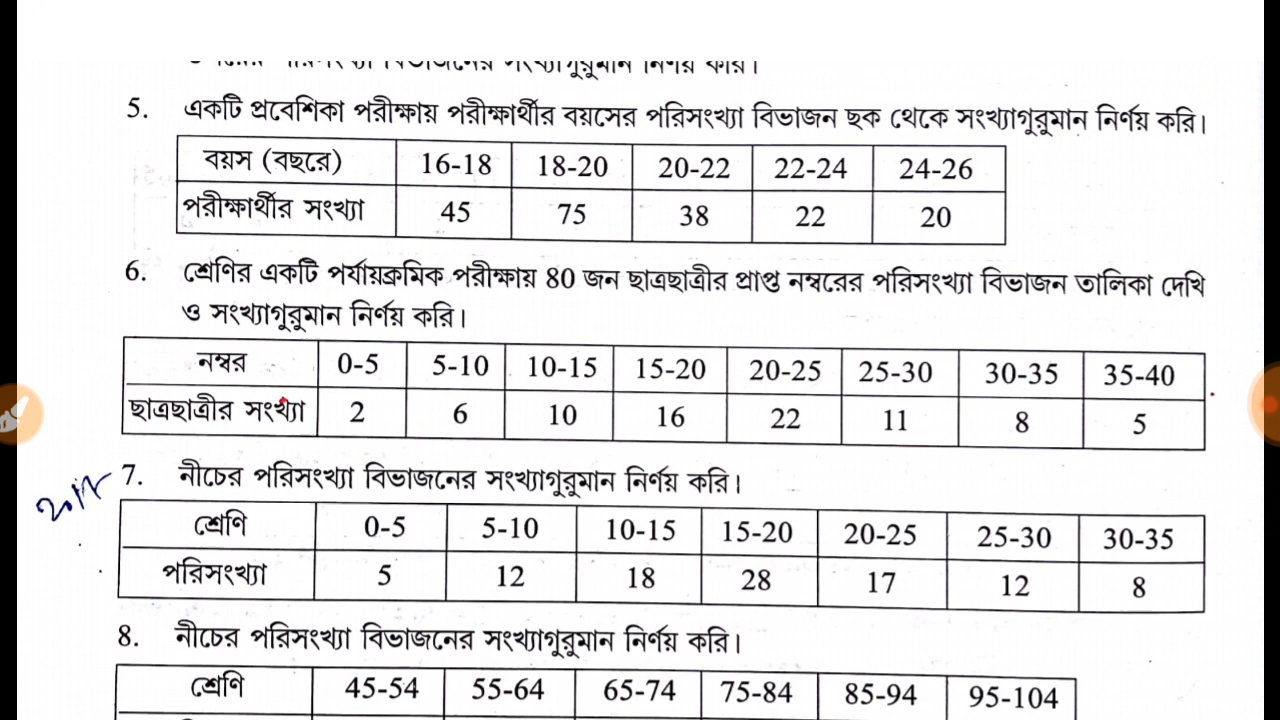 সংখ্যাগুরুমান নির্ণয় করি।
5. একটি প্রবেশিকা পরীক্ষায় পরীক্ষার্থীর বয়সের পরিসংখ্যা বিভাজন ছক থেকে সংখ্যাগুরুমান নির্ণয় করি।
বয়স (বছরে) 16-18 18-20 20-22 22-24 24-26
পরীক্ষার্থীর সংখ্যা 45 75 38 22 20
6. শ্রেণির একটি পর্যায়ক্রমিক পরীক্ষায় 80 জন ছাত্রছাত্রীর প্রাপ্ত নম্বরের পরিসংখ্যা বিভাজন তালিকা দেখি
ও সংখ্যাগুরুমান নির্ণয় করি।
নম্বর 0-5 5-10 10-15 15-20 20-25 25-30 30-35 35-40
ছাত্রছাত্রীর সংখ্যা 2 6 10 16 22 11 8 5
7. নীচের পরিসংখ্যা বিভাজনের সংখ্যাগুরুমান নির্ণয় করি।
শ্রেণি 0-5 5-10 10-15 15-20 20-25 25-30 30-35
পরিসংখ্যা 5 12 18 28 17 12 8
8. নীচের পরিসংখ্যা বিভাজনের সংখ্যাগুরুমান নির্ণয় করি।
শ্রেণি 45-54 55-64 65-74 75-84 85-94 95-104